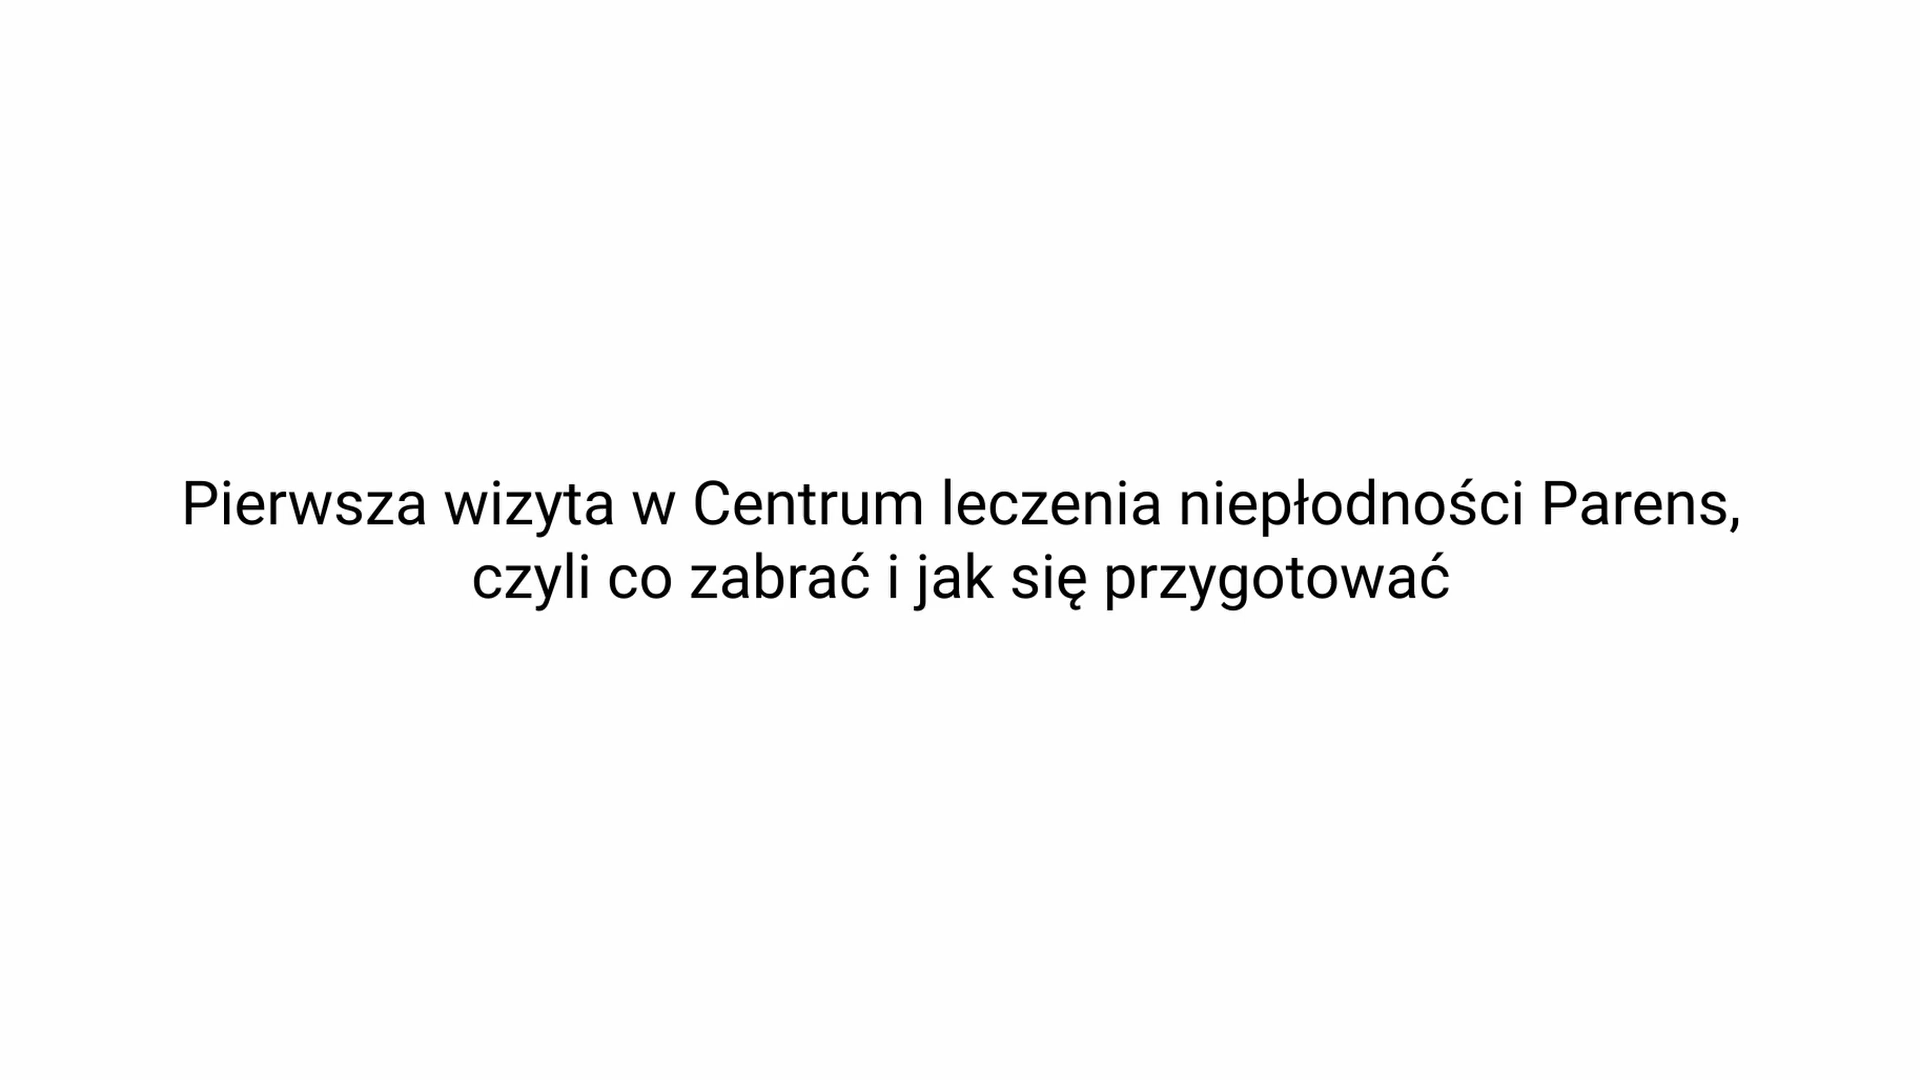 Pierwsza wizyta w Centrum leczenia niepłodności Parens,
czyli co zabrać i jak się przygotować